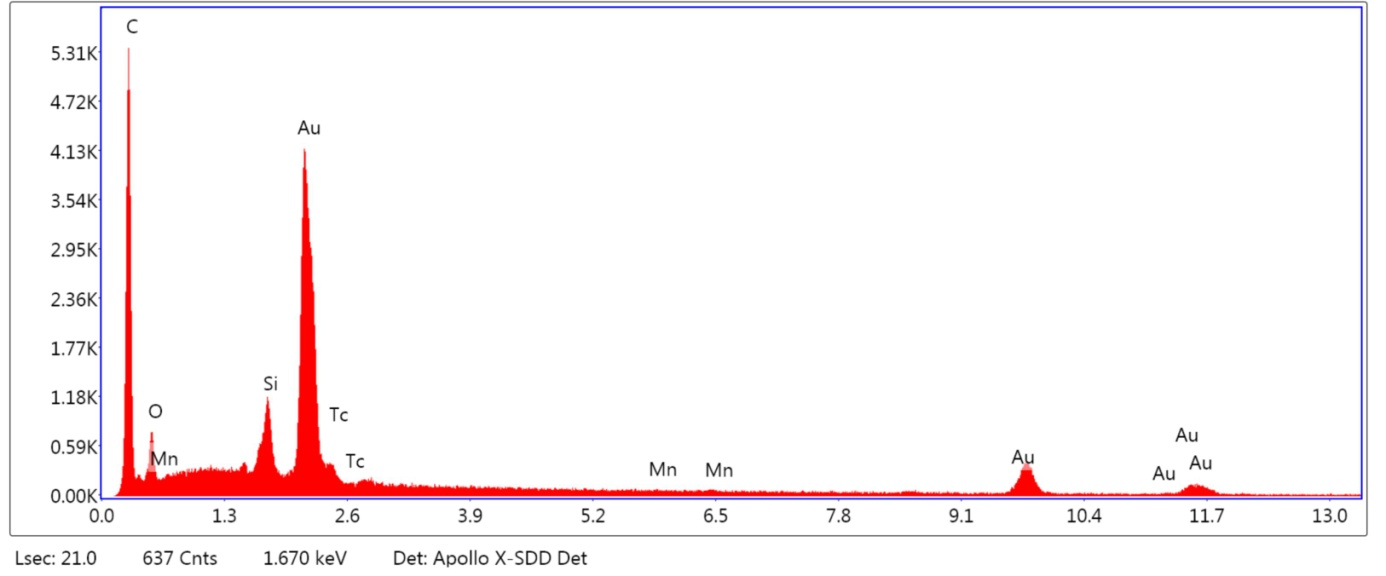 C
5.31K
4.72K
Au
4.13K
3.54K
2.95K
2.36K
1.77K
Si
1.18K
O
Tc
Au
0.59K
Mn
Tc
Mn
Mn
Au
Au
Au
0.00K
0.0 1.3 2.6 3.9 5.2 6.5 7.8 9.1 10.4 11.7 13.0
Lsec: 21.0 637 Cnts 1.670 keV Det: Apollo X-SDD Det